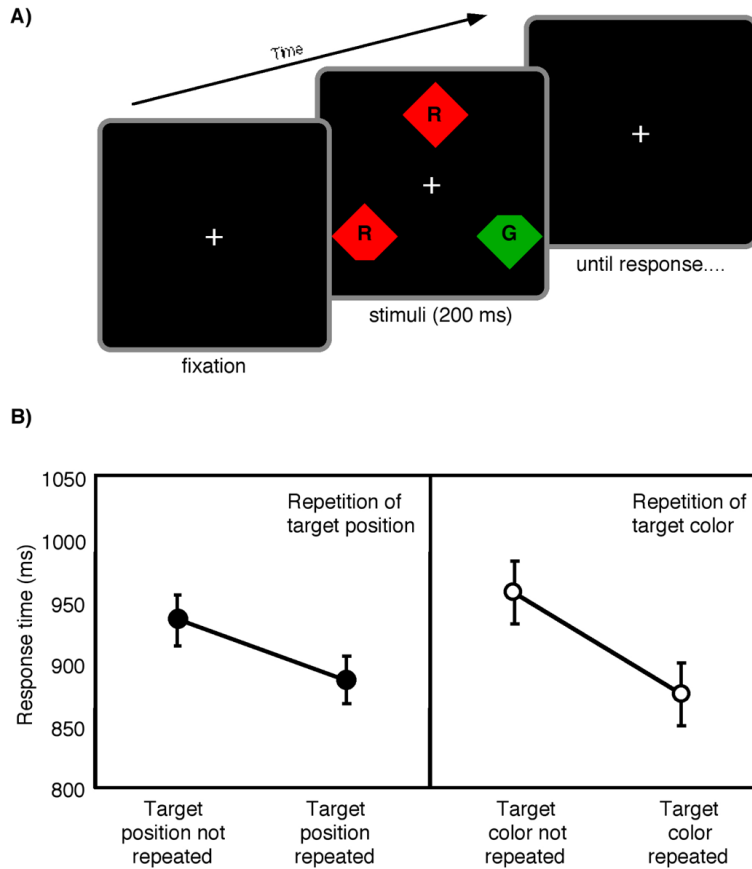 A)
Time
R
R
G
fixation
stimuli (200 ms)
until response....
B)
Response time (ms)
1050
1000
950
900
850
800
Repetition of
target position
Repetition of
target color
Target
position not
repeated
Target
position
repeated
Target
color not
repeated
Target
color
repeated